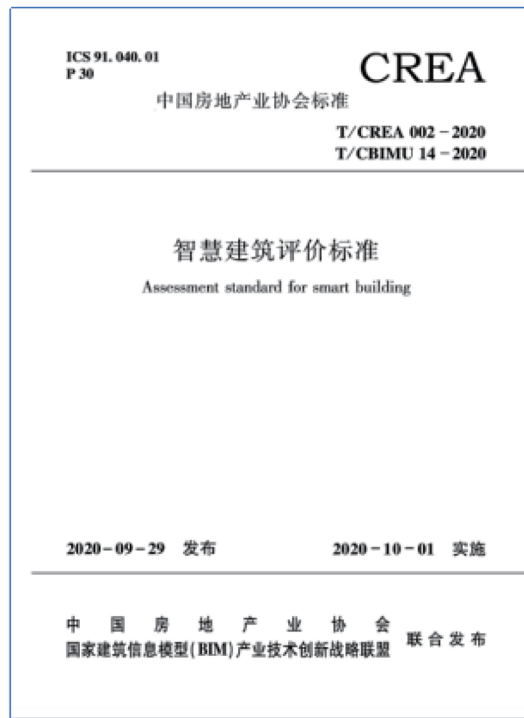 ICS 91.040.01
P 30
CREA
中国房地产业协会标准
T/CREA 002-2020
T/CBIMU 14-2020
智慧建筑评价标准
Assessment standard for smart building
2020-09-29 发布
2020-10-01 实施
中国房地产业协会
国家建筑信息模型(BIM)产业技术创新战略联盟
联合发布